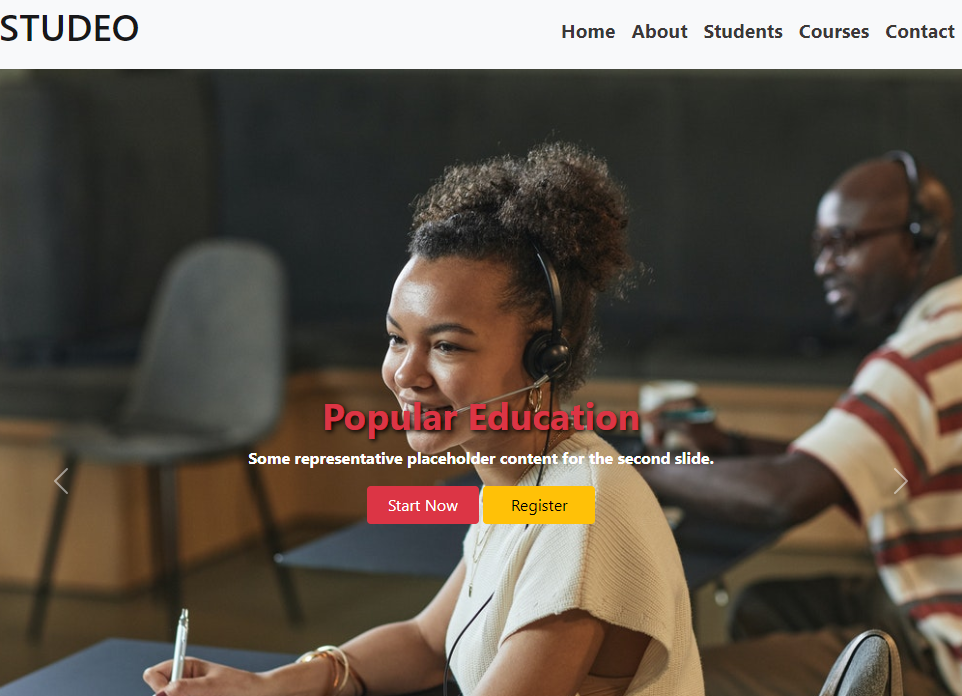 STUDEO
Home About Students Courses Contact
Popular Education
Some representative placeholder content for the second slide.
Start Now Register